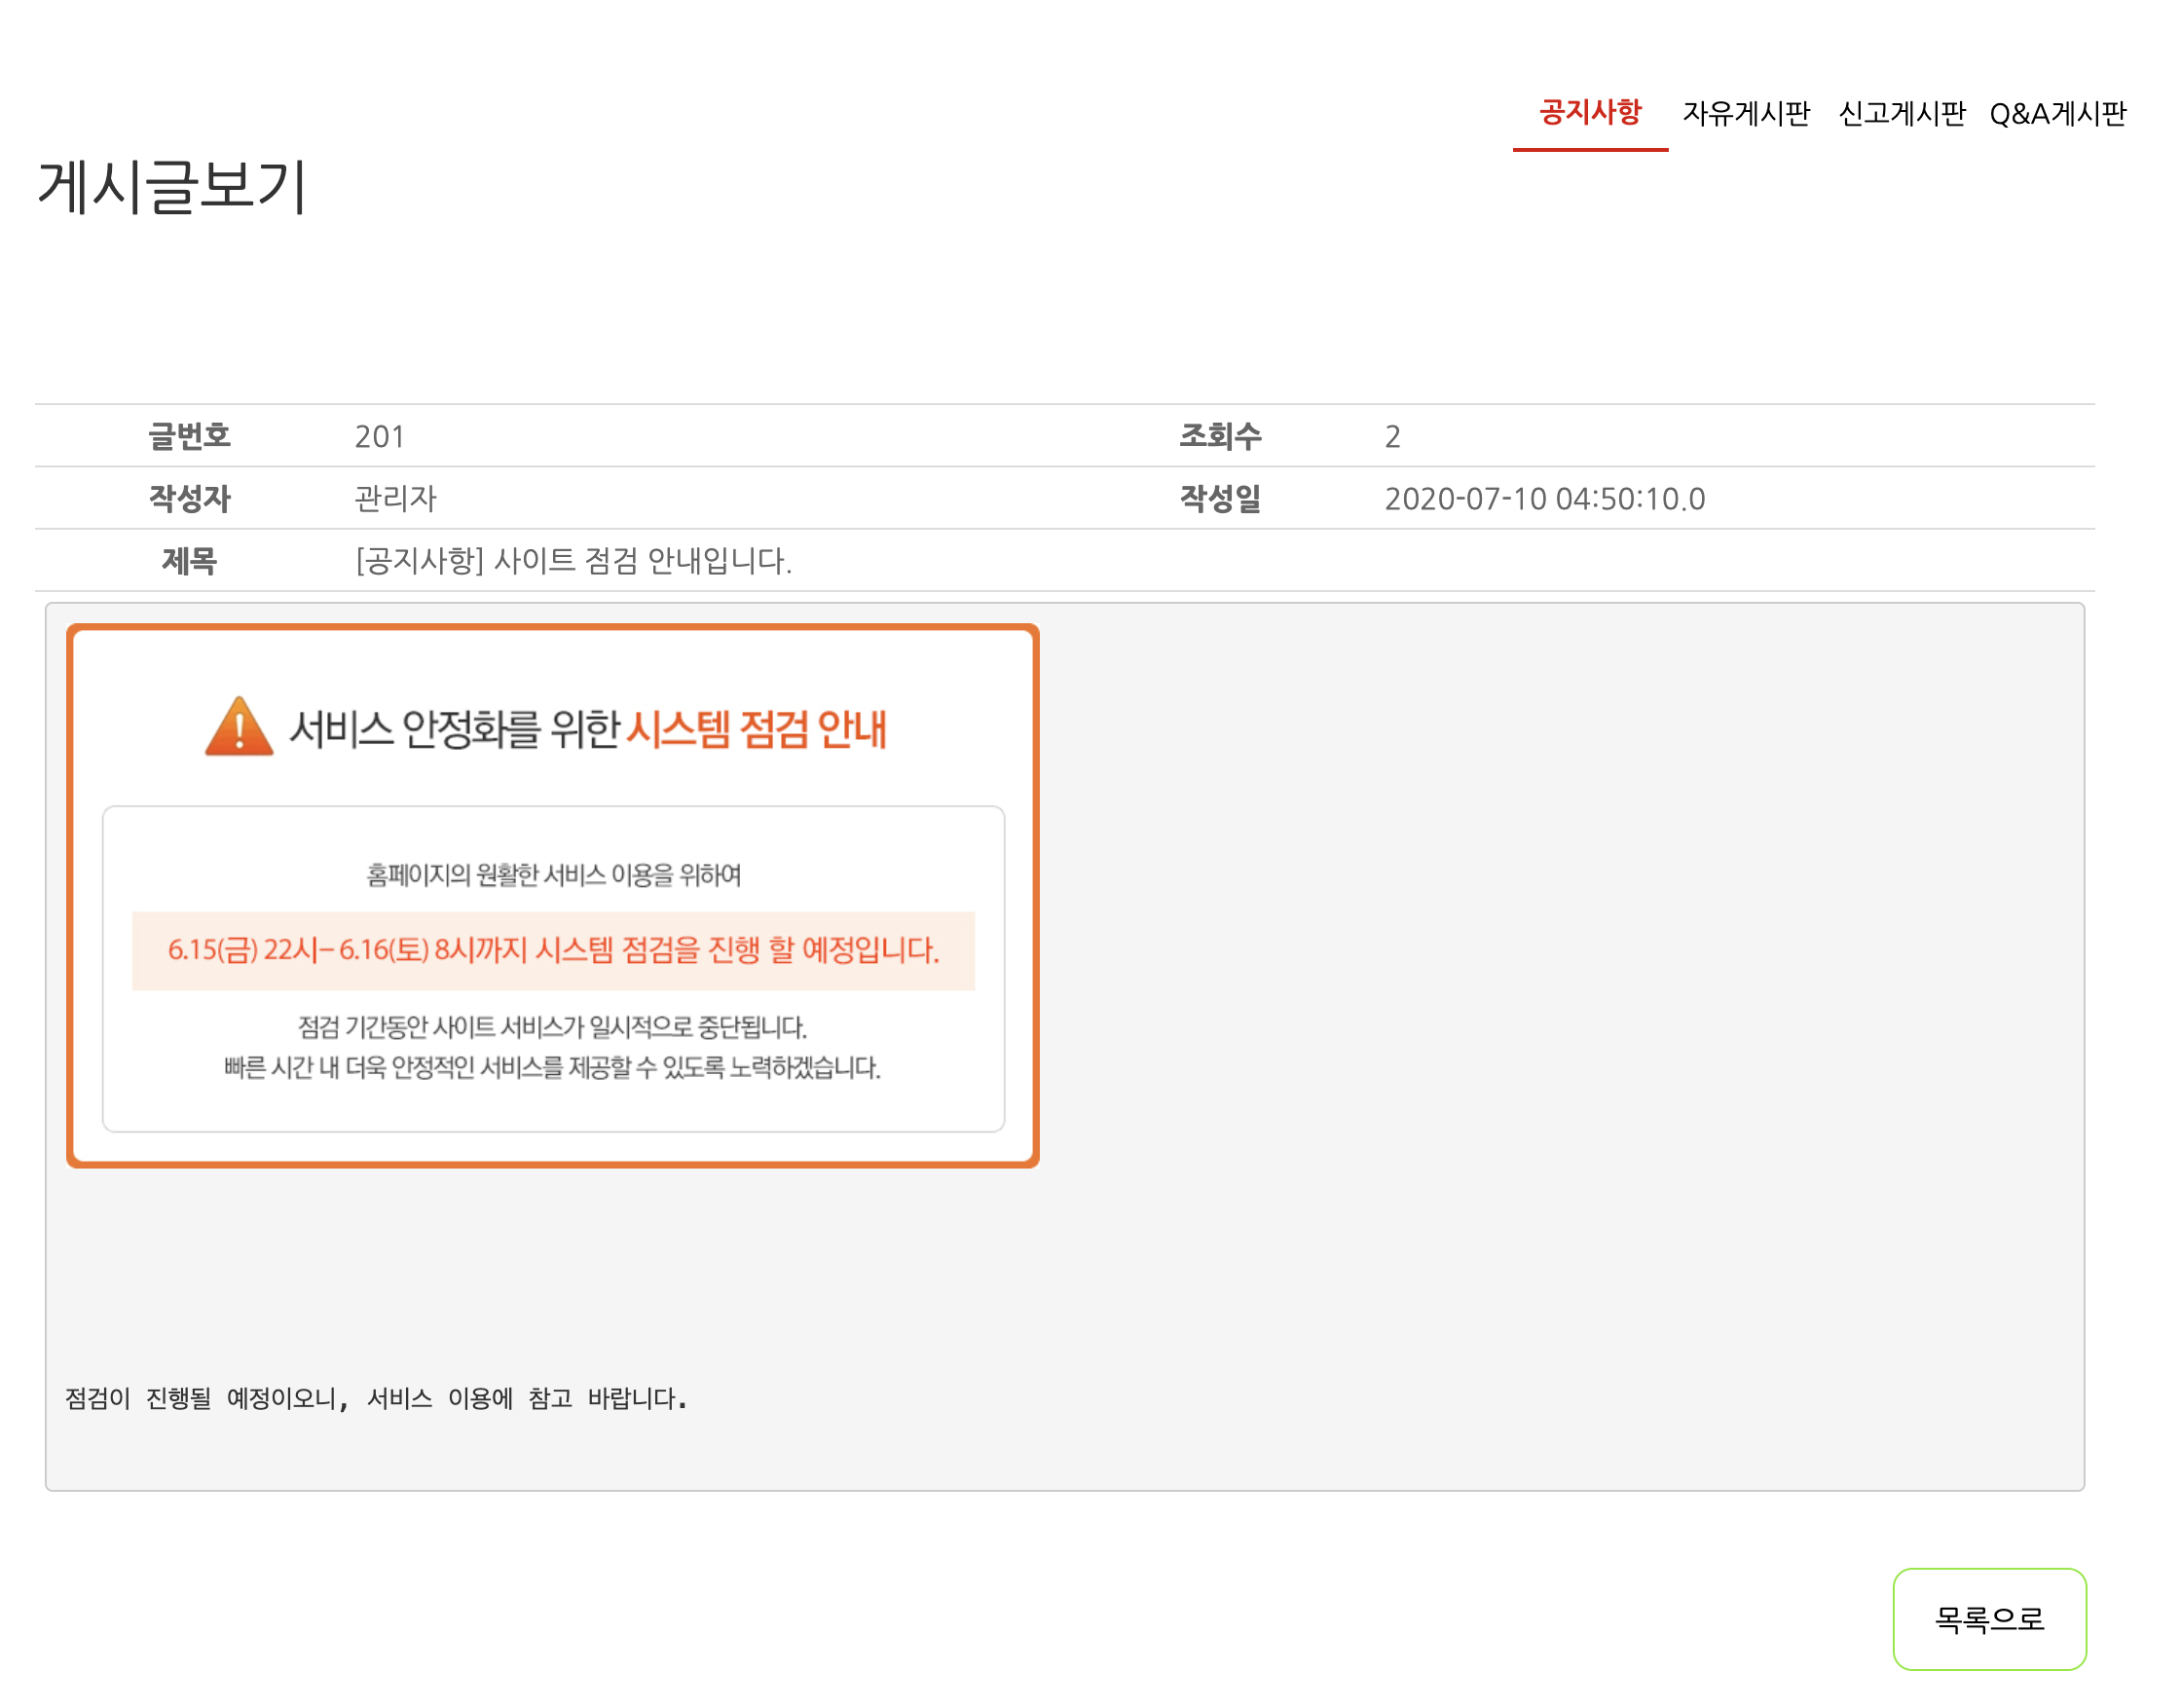 공지사항 자유게시판 신고게시판 Q&A게시판
게시글보기
글번호 201 조회수 2
작성자 관리자 작성일 2020-07-10 04:50:10.0
제목 [공지사항] 사이트 점검 안내입니다.
서비스 안정화를 위한 시스템 점검 안내
홈페이지의 원활한 서비스 이용을 위하여
6.15(금) 22시– 6.16(토) 8시까지 시스템 점검을 진행 할 예정입니다.
점검 기간동안 사이트 서비스가 일시적으로 중단됩니다.
빠른 시간 내 더욱 안정적인 서비스를 제공할 수 있도록 노력하겠습니다.
점검이 진행될 예정이오니, 서비스 이용에 참고 바랍니다.
목록으로